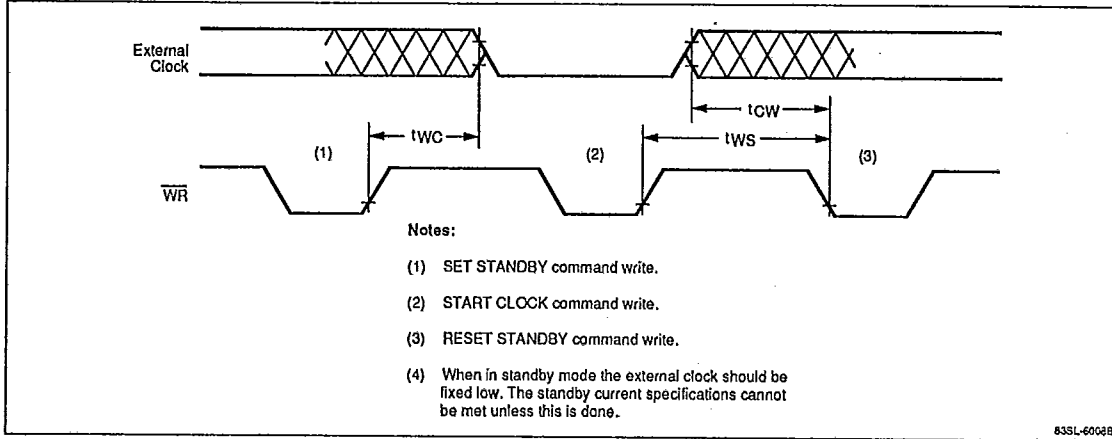 External
Clock
tCW
tWC
tWS
(1)
(2)
(3)
WR
Notes:
(1) SET STANDBY command write.
(2) START CLOCK command write.
(3) RESET STANDBY command write.
(4) When in standby mode the external clock should be
fixed low. The standby current specifications cannot
be met unless this is done.
83SL-6008B